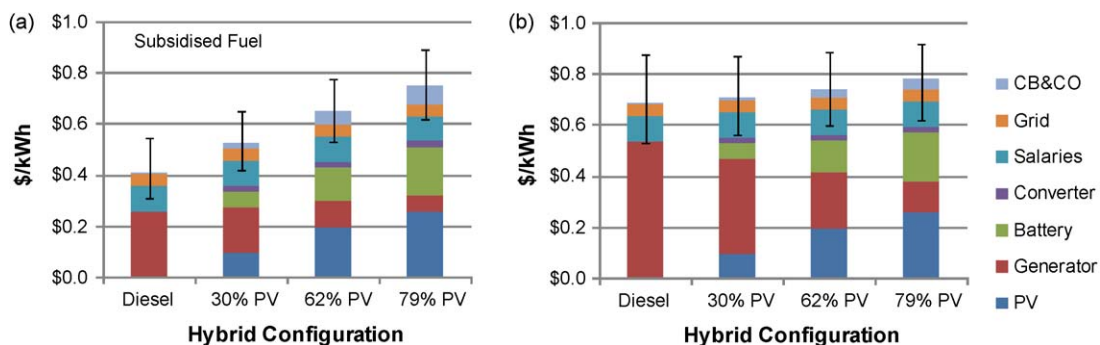 (a)
Subsidised Fuel
$/kWh
$1.0
$0.8
$0.6
$0.4
$0.2
$0.0
Diesel 30% PV 62% PV 79% PV
Hybrid Configuration
(b)
$/kWh
$1.0
$0.8
$0.6
$0.4
$0.2
$0.0
Diesel 30% PV 62% PV 79% PV
Hybrid Configuration
CB&CO
Grid
Salaries
Converter
Battery
Generator
PV